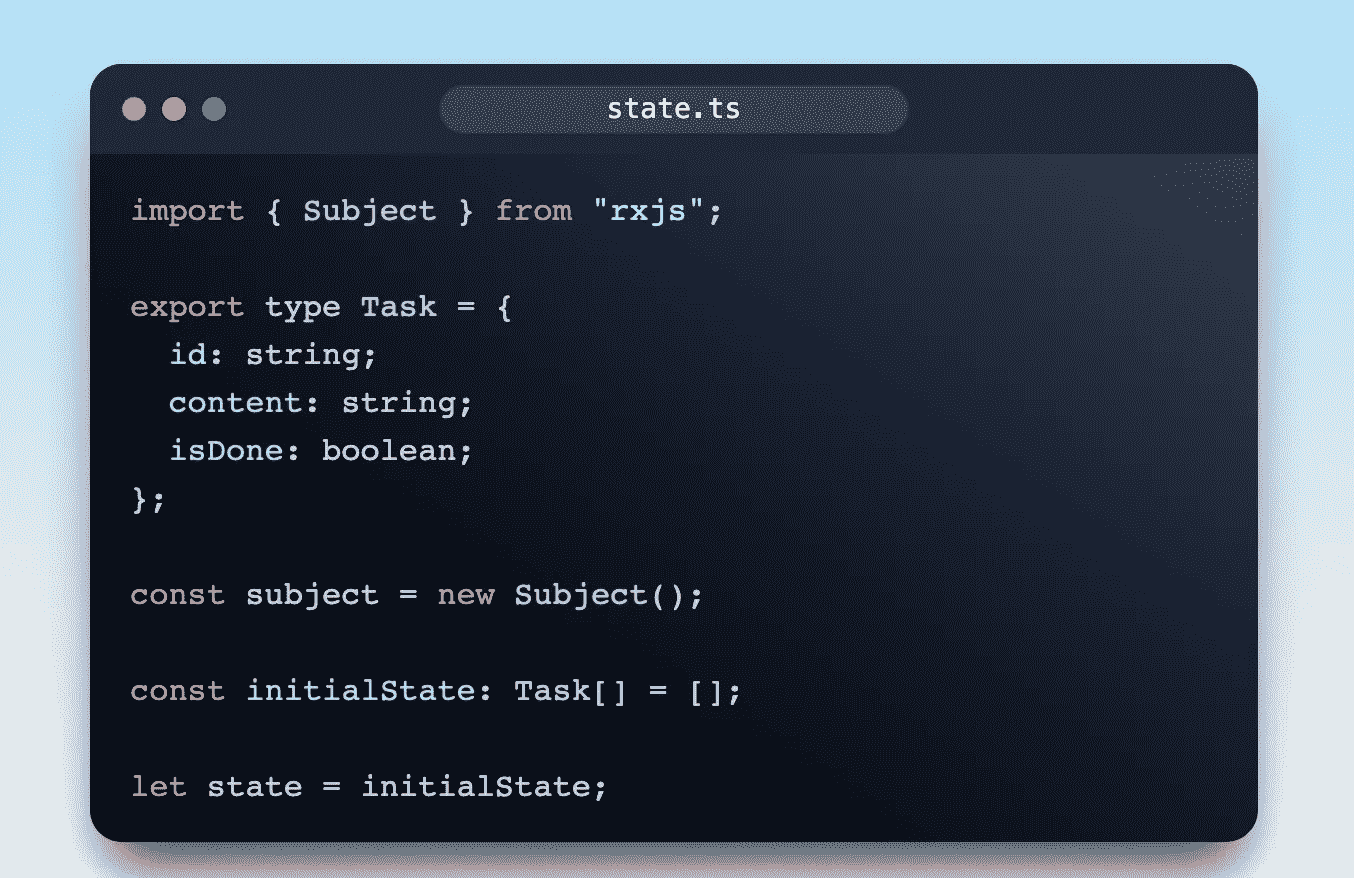 state.ts
import { Subject } from "rxjs";
export type Task = {
  id: string;
  content: string;
  isDone: boolean;
};
const subject = new Subject();
const initialState: Task[] = [];
let state = initialState;